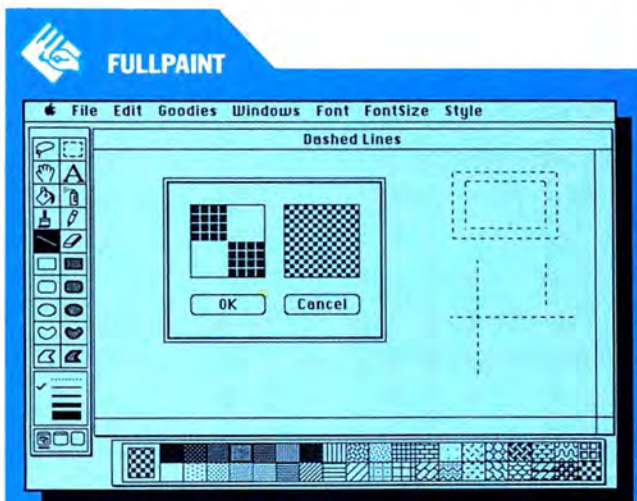 FULLPAINT
File Edit Goodies Windows Font FontSize Style
Dashed Lines
A
OK Cancel